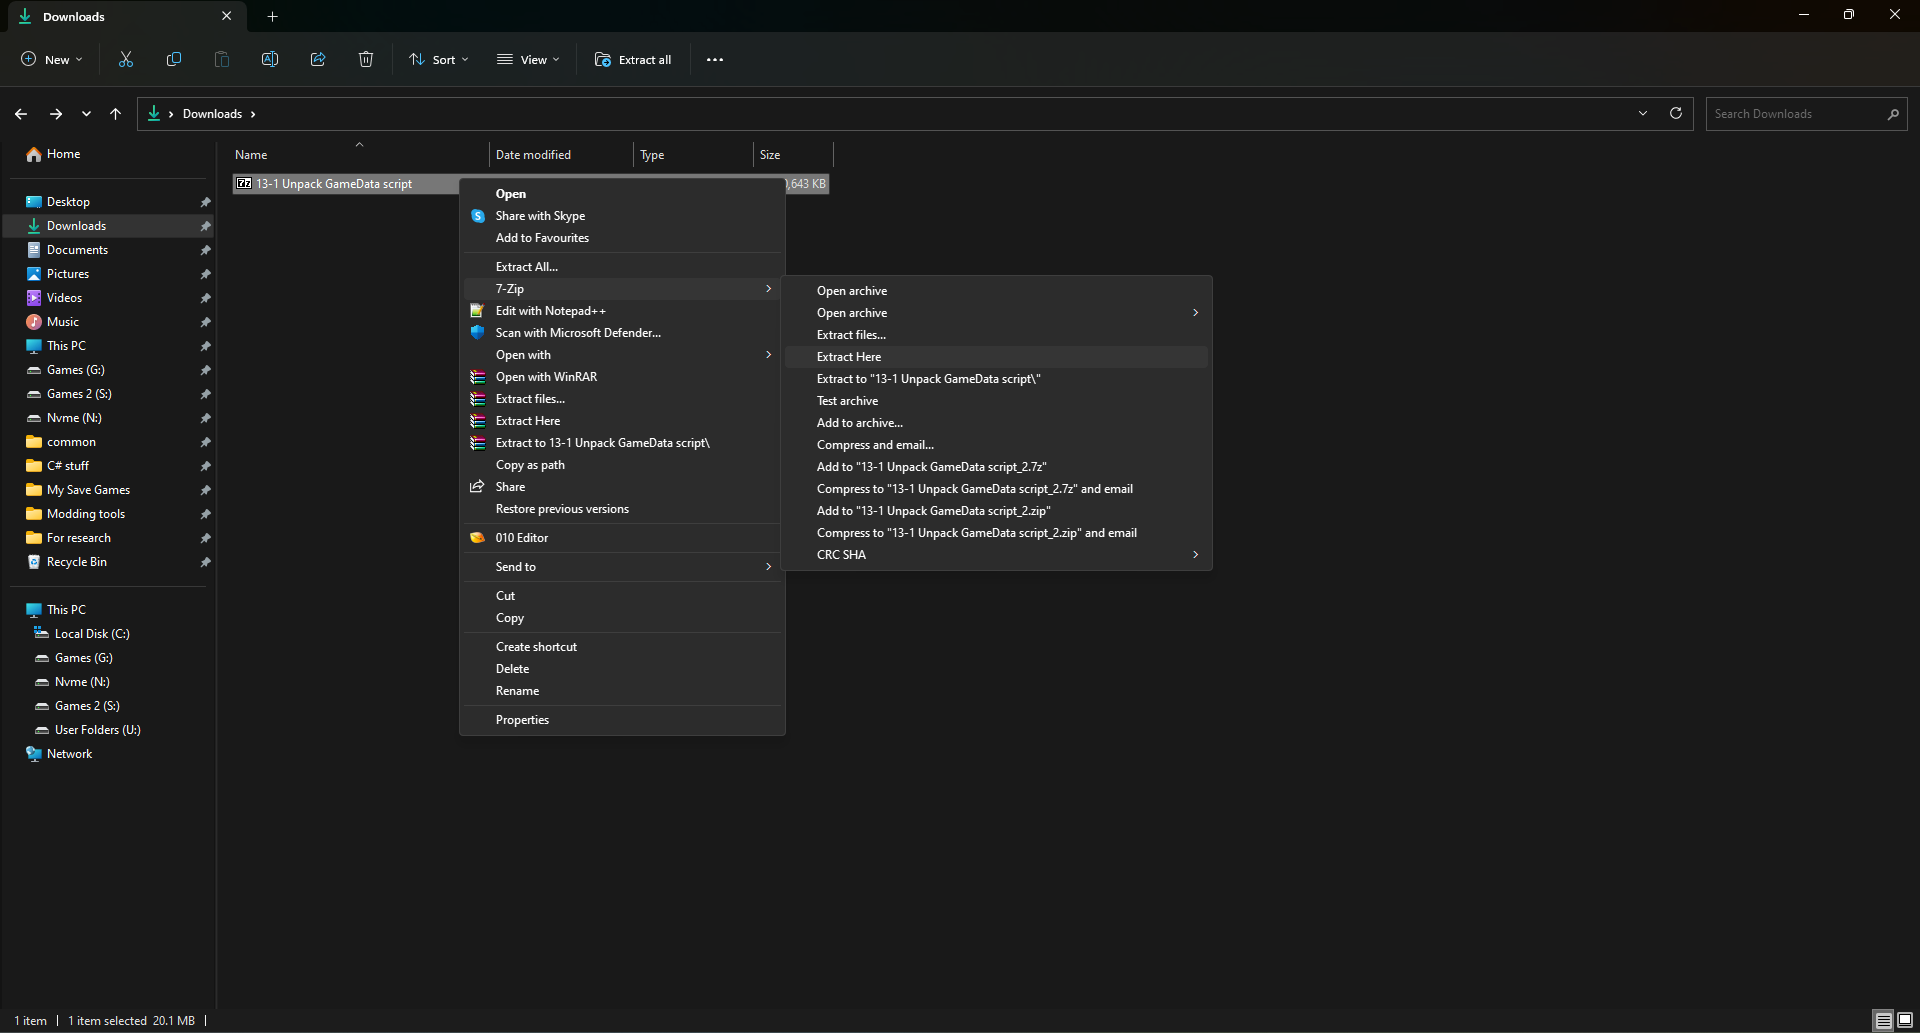 Downloads
New
Sort
View
Extract all
Downloads
Search Downloads
Home
Desktop
Downloads
Documents
Pictures
Videos
Music
This PC
Games (G:)
Games 2 (S:)
Nvme (N:)
common
C# stuff
My Save Games
Modding tools
For research
Recycle Bin
This PC
Local Disk (C:)
Games (G:)
Nvme (N:)
Games 2 (S:)
User Folders (U:)
Network
Name Date modified Type Size
13-1 Unpack GameData script ,643 KB
Open
Share with Skype
Add to Favourites
Extract All...
7-Zip
Edit with Notepad++
Scan with Microsoft Defender...
Open with
Open with WinRAR
Extract files...
Extract Here
Extract to 13-1 Unpack GameData script\
Copy as path
Share
Restore previous versions
010 Editor
Send to
Cut
Copy
Create shortcut
Delete
Rename
Properties
Open archive
Open archive
Extract files...
Extract Here
Extract to "13-1 Unpack GameData script\"
Test archive
Add to archive...
Compress and email...
Add to "13-1 Unpack GameData script_2.7z"
Compress to "13-1 Unpack GameData script_2.7z" and email
Add to "13-1 Unpack GameData script_2.zip"
Compress to "13-1 Unpack GameData script_2.zip" and email
CRC SHA
1 item 1 item selected 20.1 MB